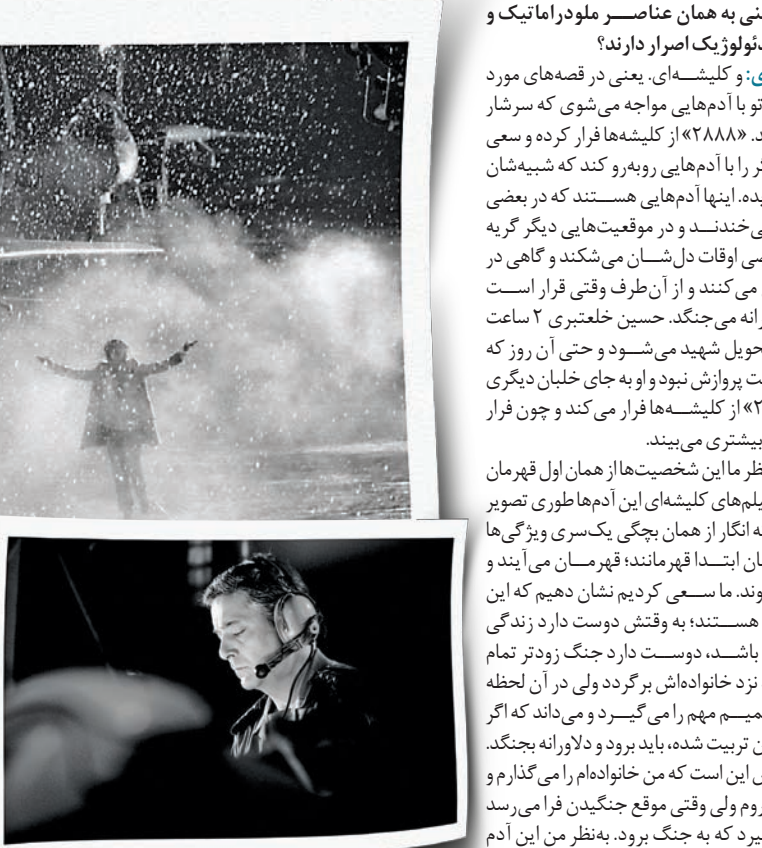 نی به همان عناصر ملودراماتیک و
دئولوژیک اصرار دارند؟
ی: و کلیشه‌ای. یعنی در قصه‌های مورد
تو با آدم‌هایی مواجه می‌شوی که سرشار
د. «۲۸۸۸» از کلیشه‌ها فرار کرده و سعی
گر را با آدم‌هایی روبه‌رو کند که شبیه‌شان
یده. اینها آدم‌هایی هستند که در بعضی
ی‌خندند و در موقعیت‌هایی دیگر گریه
ضی اوقات دل‌شان می‌شکند و گاهی در
می‌کنند و از آن‌طرف وقتی قرار است
رانه می‌جنگد. حسین خلعتبری ۲ ساعت
حویل شهید می‌شود و حتی آن روز که
ت پروازش نبود و او به جای خلبان دیگری
۲» از کلیشه‌ها فرار می‌کند و چون فرار
بیشتری می‌بیند.
ظر ما این شخصیت‌ها از همان اول قهرمان
یلم‌های کلیشه‌ای این آدم‌ها طوری تصویر
ه انگار از همان بچگی یک‌سری ویژگی‌ها
ان ابتدا قهرمانند؛ قهرمان می‌آیند و
وند. ما سعی کردیم نشان دهیم که این
هستند؛ به وقتش دوست دارد زندگی
باشد، دوست دارد جنگ زودتر تمام
نزد خانواده‌اش برگردد ولی در آن لحظه
میم مهم را می‌گیرد و می‌داند که اگر
ن تربیت شده، باید برود و دلاورانه بجنگد.
ش این است که من خانواده‌ام را می‌گذارم و
روم ولی وقتی موقع جنگیدن فرا می‌رسد
یرد که به جنگ برود. به‌نظر من این آدم